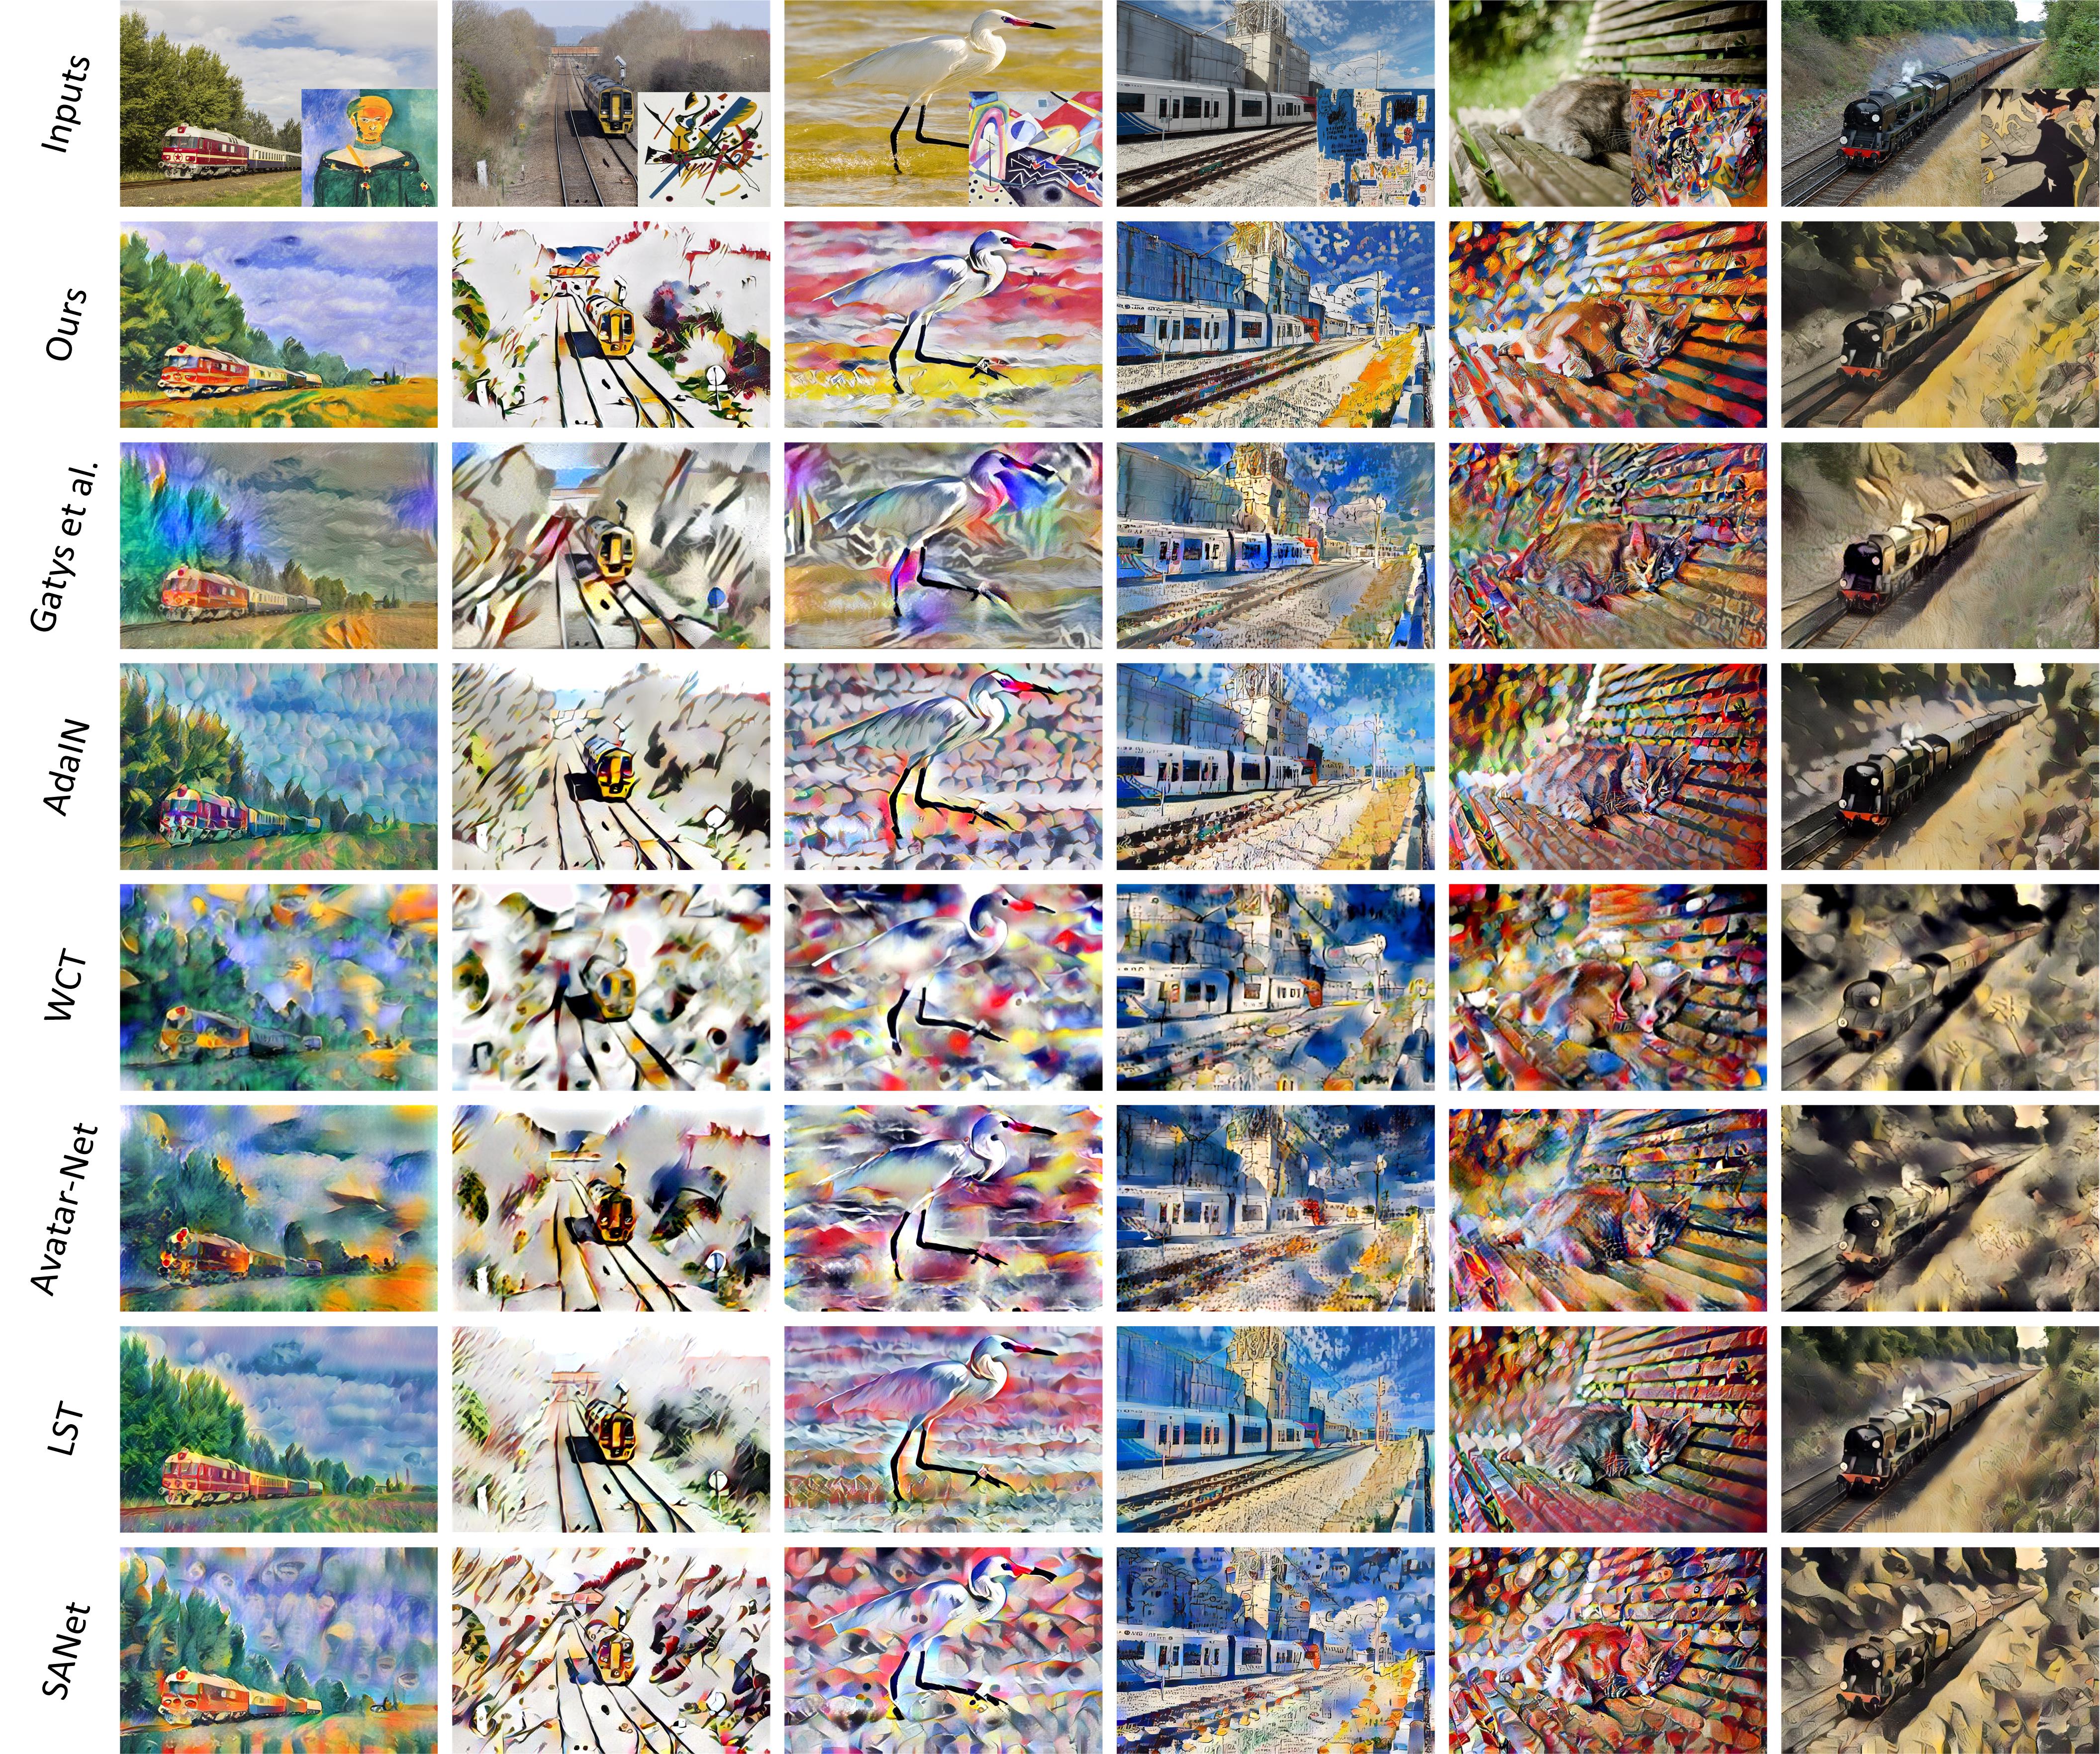 Inputs
Ours
Gatys et al.
AdaIN
WCT
Avatar-Net
LST
SANet